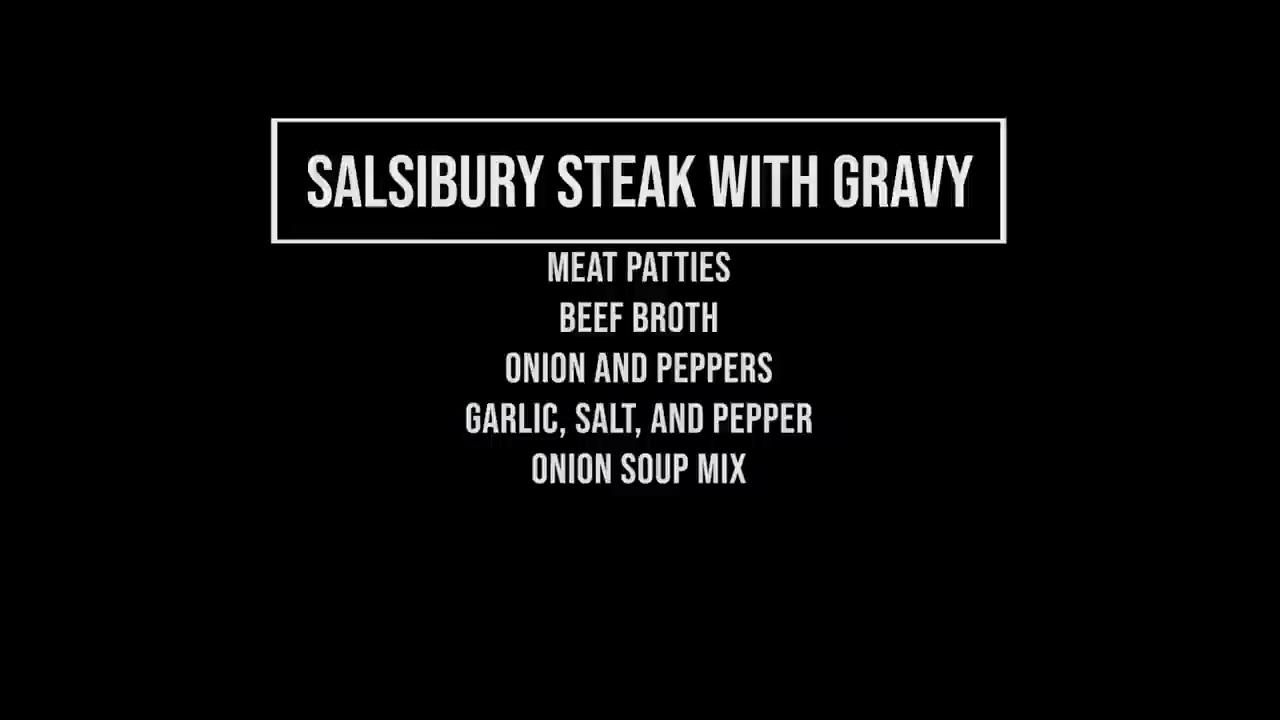 SALSIBURY STEAK WITH GRAVY
MEAT PATTIES
BEEF BROTH
ONION AND PEPPERS
GARLIC, SALT, AND PEPPER
ONION SOUP MIX